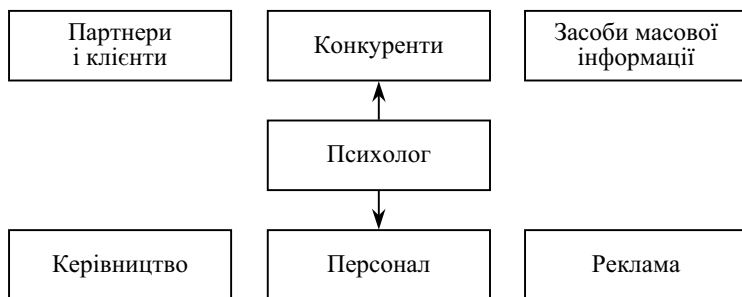 Партнери
і клієнти
Конкуренти
Засоби масової
інформації
Психолог
Керівництво
Персонал
Реклама